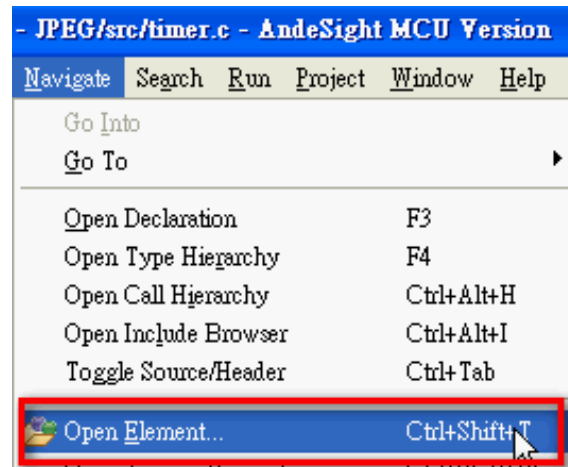 - JPEG/src/timer.c - AndeSight MCU Version
Navigate Search Run Project Window Help
Go Into
Go To
Open Declaration F3
Open Type Hierarchy F4
Open Call Hierarchy Ctrl+Alt+H
Open Include Browser Ctrl+Alt+I
Toggle Source/Header Ctrl+Tab
Open Element... Ctrl+Shift+T